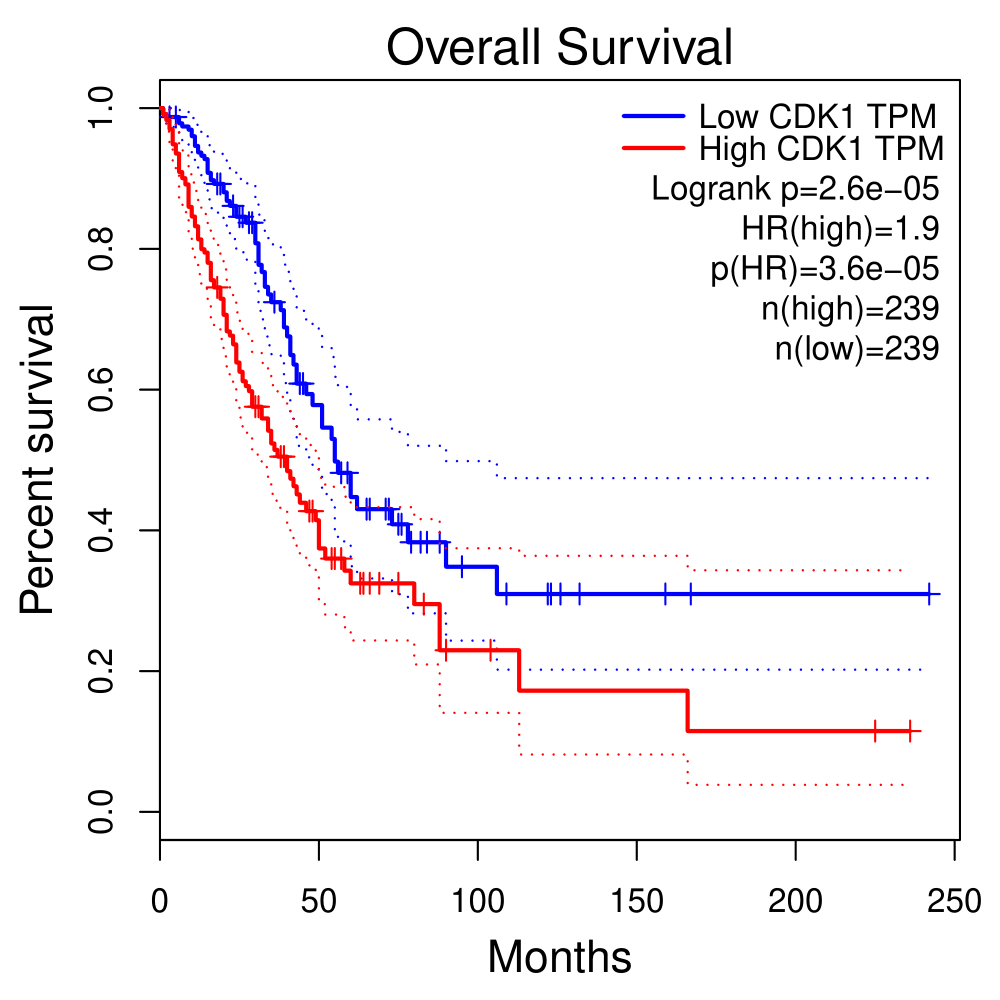 Overall Survival
Low CDK1 TPM
High CDK1 TPM
Logrank p=2.6e−05
HR(high)=1.9
p(HR)=3.6e−05
n(high)=239
n(low)=239
Percent survival
1.0
0.8
0.6
0.4
0.2
0.0
0 50 100 150 200 250
Months